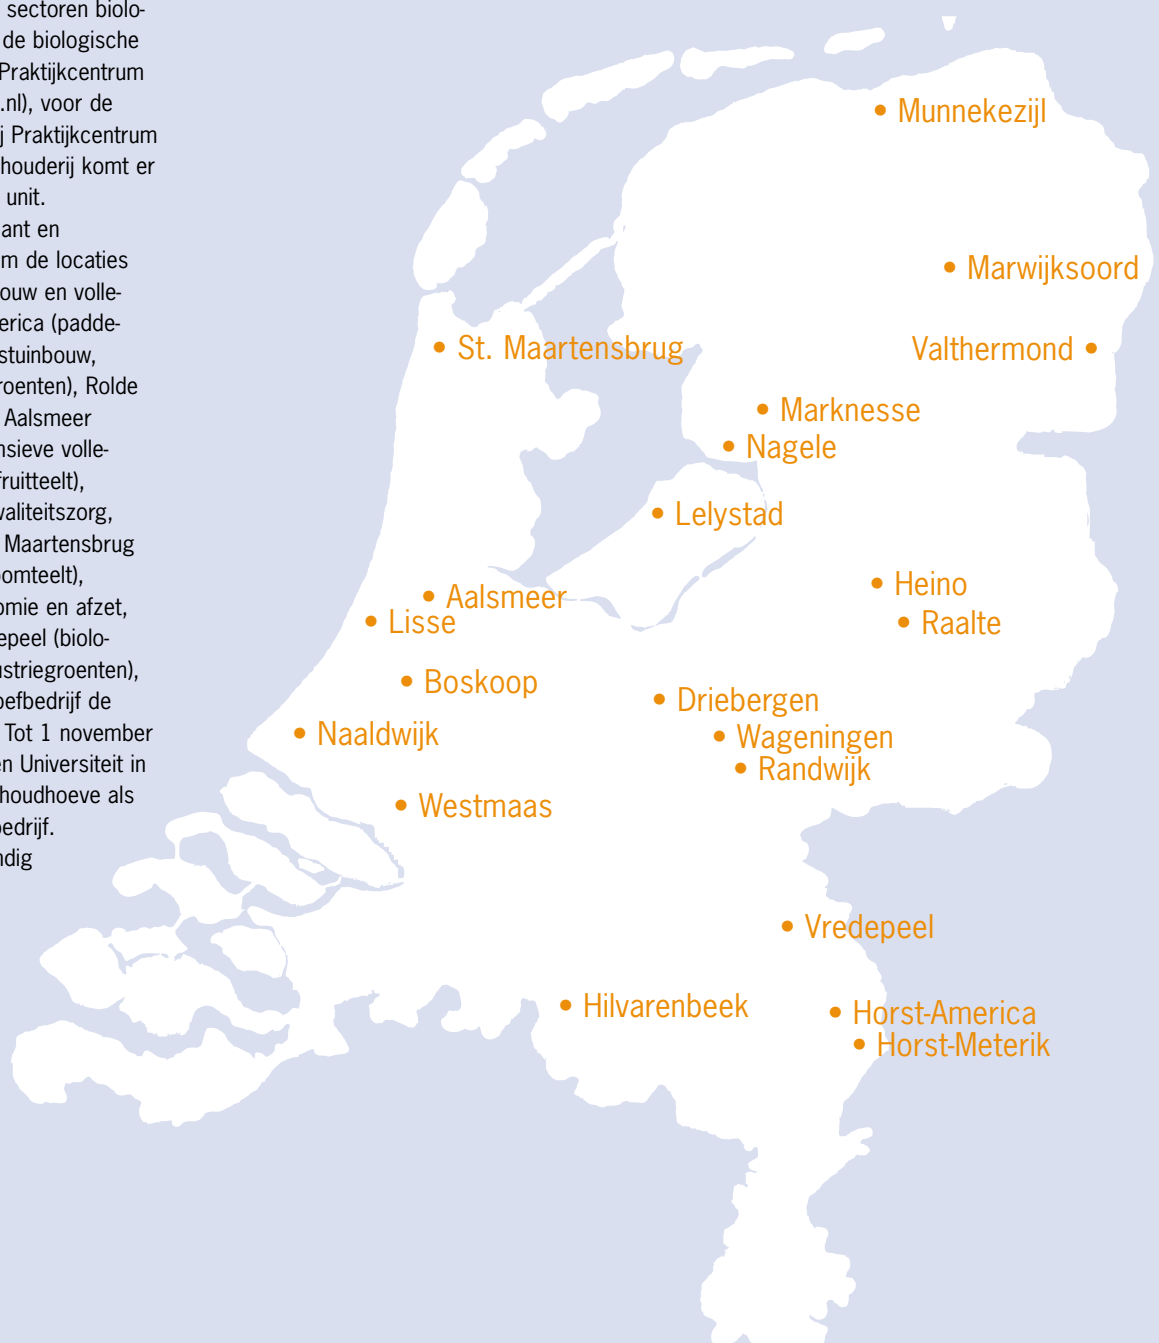 sectoren biolo-
de biologische
Praktijkcentrum
.nl), voor de
j Praktijkcentrum
houderij komt er
unit.
ant en
m de locaties
ouw en volle-
erica (padde-
stuinbouw,
roenten), Rolde
Aalsmeer
nsieve volle-
fruitteelt),
waliteitszorg,
Maartensbrug
omteelt),
omie en afzet,
epeel (biolo-
ustriegroenten),
oefbedrijf de
Tot 1 november
en Universiteit in
houdhoeve als
bedrijf.
ndig
• Munnekezijl
• Marwijksoord
• St. Maartensbrug
Valthermond •
• Marknesse
• Nagele
• Lelystad
• Heino
• Aalsmeer
• Lisse
• Raalte
• Boskoop
• Driebergen
• Naaldwijk
• Wageningen
• Randwijk
• Westmaas
• Vredepeel
• Hilvarenbeek
• Horst-America
• Horst-Meterik